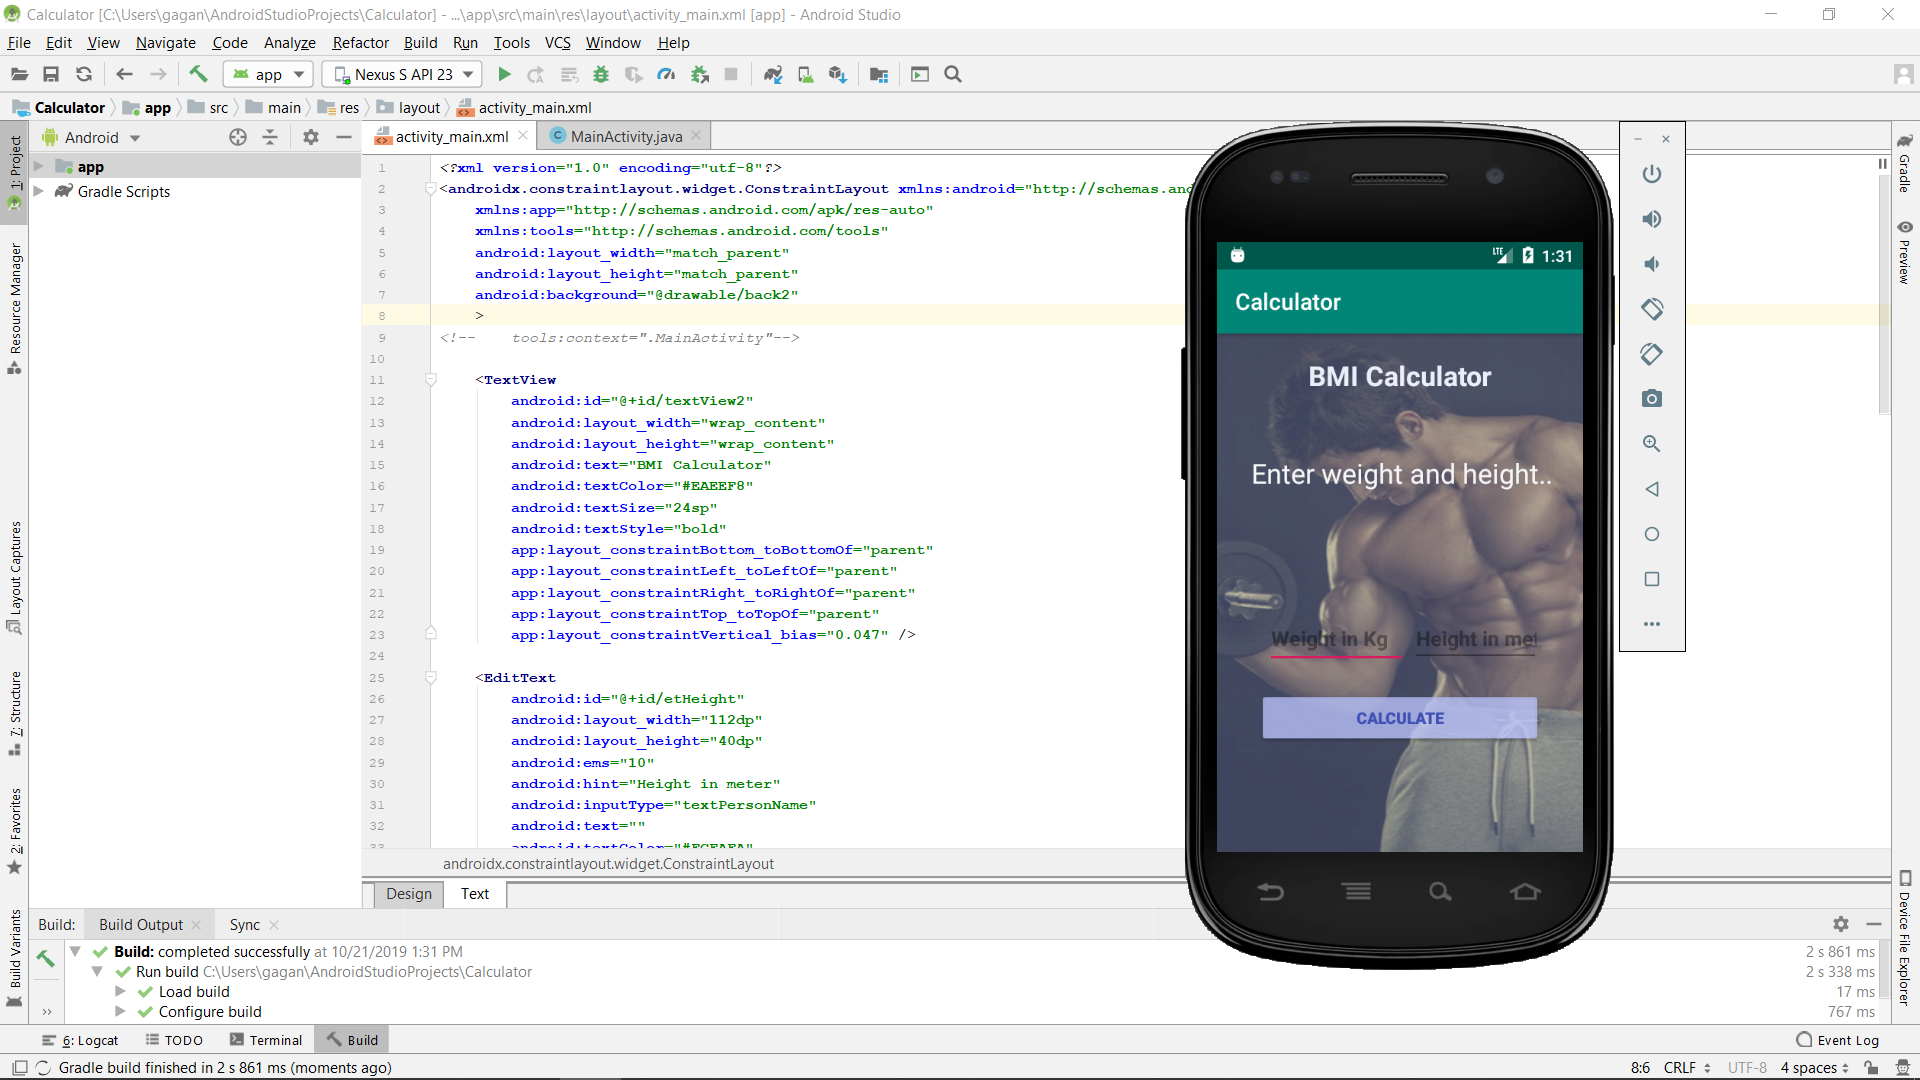 Calculator [C:\Users\gagan\AndroidStudioProjects\Calculator] - ...\app\src\main\res\layout\activity_main.xml [app] - Android Studio
File Edit View Navigate Code Analyze Refactor Build Run Tools VCS Window Help
app Nexus S API 23
Calculator app src main res layout activity_main.xml
1: Project
Resource Manager
Layout Captures
7: Structure
2: Favorites
Build Variants
Android
app
Gradle Scripts
activity_main.xml MainActivity.java
1 <?xml version="1.0" encoding="utf-8"?>
2 <androidx.constraintlayout.widget.ConstraintLayout xmlns:android="http://schemas.an
3 xmlns:app="http://schemas.android.com/apk/res-auto"
4 xmlns:tools="http://schemas.android.com/tools"
5 android:layout_width="match_parent"
6 android:layout_height="match_parent"
7 android:background="@drawable/back2"
8 >
9 <!-- tools:context=".MainActivity"-->
10
11 <TextView
12 android:id="@+id/textView2"
13 android:layout_width="wrap_content"
14 android:layout_height="wrap_content"
15 android:text="BMI Calculator"
16 android:textColor="#EAEEF8"
17 android:textSize="24sp"
18 android:textStyle="bold"
19 app:layout_constraintBottom_toBottomOf="parent"
20 app:layout_constraintLeft_toLeftOf="parent"
21 app:layout_constraintRight_toRightOf="parent"
22 app:layout_constraintTop_toTopOf="parent"
23 app:layout_constraintVertical_bias="0.047" />
24
25 <EditText
26 android:id="@+id/etHeight"
27 android:layout_width="112dp"
28 android:layout_height="40dp"
29 android:ems="10"
30 android:hint="Height in meter"
31 android:inputType="textPersonName"
32 android:text=""
androidx.constraintlayout.widget.ConstraintLayout
Design Text
LTE 1:31
Calculator
BMI Calculator
Enter weight and height..
Weight in Kg Height in met
CALCULATE
Gradle
Preview
Device File Explorer
Build: Build Output Sync
Build: completed successfully at 10/21/2019 1:31 PM 2 s 861 ms
Run build C:\Users\gagan\AndroidStudioProjects\Calculator 2 s 338 ms
Load build 17 ms
Configure build 767 ms
6: Logcat TODO Terminal Build Event Log
Gradle build finished in 2 s 861 ms (moments ago) 8:6 CRLF UTF-8 4 spaces